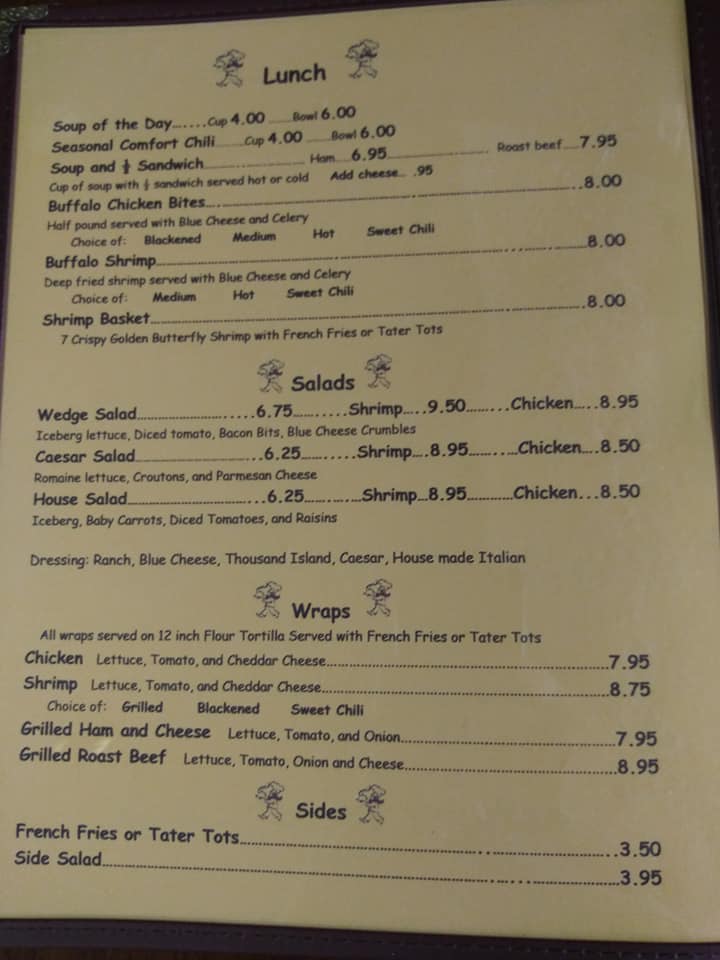 Lunch
Soup of the Day.......Cup 4.00 .......Bowl 6.00
Seasonal Comfort Chili.......Cup 4.00 .......Bowl 6.00
Soup and ½ Sandwich.......Ham.....6.95.......Roast beef.....7.95
Cup of soup with ½ sandwich served hot or cold Add cheese... .95
Buffalo Chicken Bites.......8.00
Half pound served with Blue Cheese and Celery
Choice of: Blackened Medium Hot Sweet Chili
Buffalo Shrimp.......8.00
Deep fried shrimp served with Blue Cheese and Celery
Choice of: Medium Hot Sweet Chili
Shrimp Basket.......8.00
7 Crispy Golden Butterfly Shrimp with French Fries or Tater Tots
Salads
Wedge Salad.......6.75.......Shrimp.....9.50.......Chicken.....8.95
Iceberg lettuce, Diced tomato, Bacon Bits, Blue Cheese Crumbles
Caesar Salad.......6.25.......Shrimp....8.95.......Chicken....8.50
Romaine lettuce, Croutons, and Parmesan Cheese
House Salad.......6.25.......Shrimp...8.95.......Chicken...8.50
Iceberg, Baby Carrots, Diced Tomatoes, and Raisins
Dressing: Ranch, Blue Cheese, Thousand Island, Caesar, House made Italian
Wraps
All wraps served on 12 inch Flour Tortilla Served with French Fries or Tater Tots
Chicken Lettuce, Tomato, and Cheddar Cheese.......7.95
Shrimp Lettuce, Tomato, and Cheddar Cheese.......8.75
Choice of: Grilled Blackened Sweet Chili
Grilled Ham and Cheese Lettuce, Tomato, and Onion.......7.95
Grilled Roast Beef Lettuce, Tomato, Onion and Cheese.......8.95
Sides
French Fries or Tater Tots.......3.50
Side Salad.......3.95